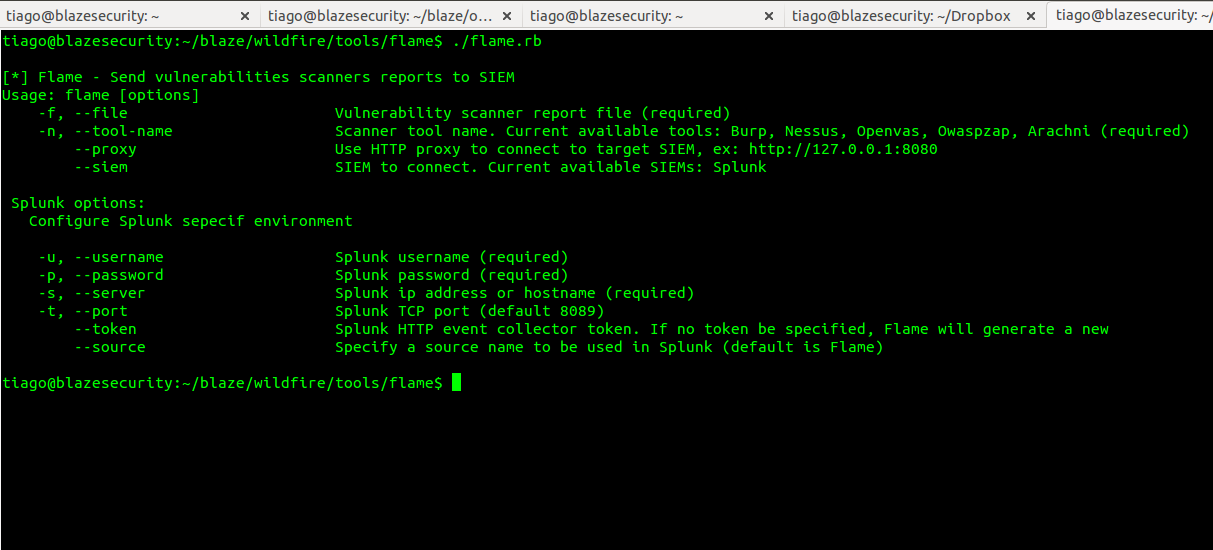 tiago@blazesecurity: ~ × tiago@blazesecurity: ~/blaze/o... × tiago@blazesecurity: ~ × tiago@blazesecurity: ~/Dropbox × tiago@blazesecurity: ~/
tiago@blazesecurity:~/blaze/wildfire/tools/flame$ ./flame.rb
[*] Flame - Send vulnerabilities scanners reports to SIEM
Usage: flame [options]
-f, --file Vulnerability scanner report file (required)
-n, --tool-name Scanner tool name. Current available tools: Burp, Nessus, Openvas, Owaspzap, Arachni (required)
--proxy Use HTTP proxy to connect to target SIEM, ex: http://127.0.0.1:8080
--siem SIEM to connect. Current available SIEMs: Splunk
Splunk options:
Configure Splunk sepecif environment
-u, --username Splunk username (required)
-p, --password Splunk password (required)
-s, --server Splunk ip address or hostname (required)
-t, --port Splunk TCP port (default 8089)
--token Splunk HTTP event collector token. If no token be specified, Flame will generate a new
--source Specify a source name to be used in Splunk (default is Flame)
tiago@blazesecurity:~/blaze/wildfire/tools/flame$